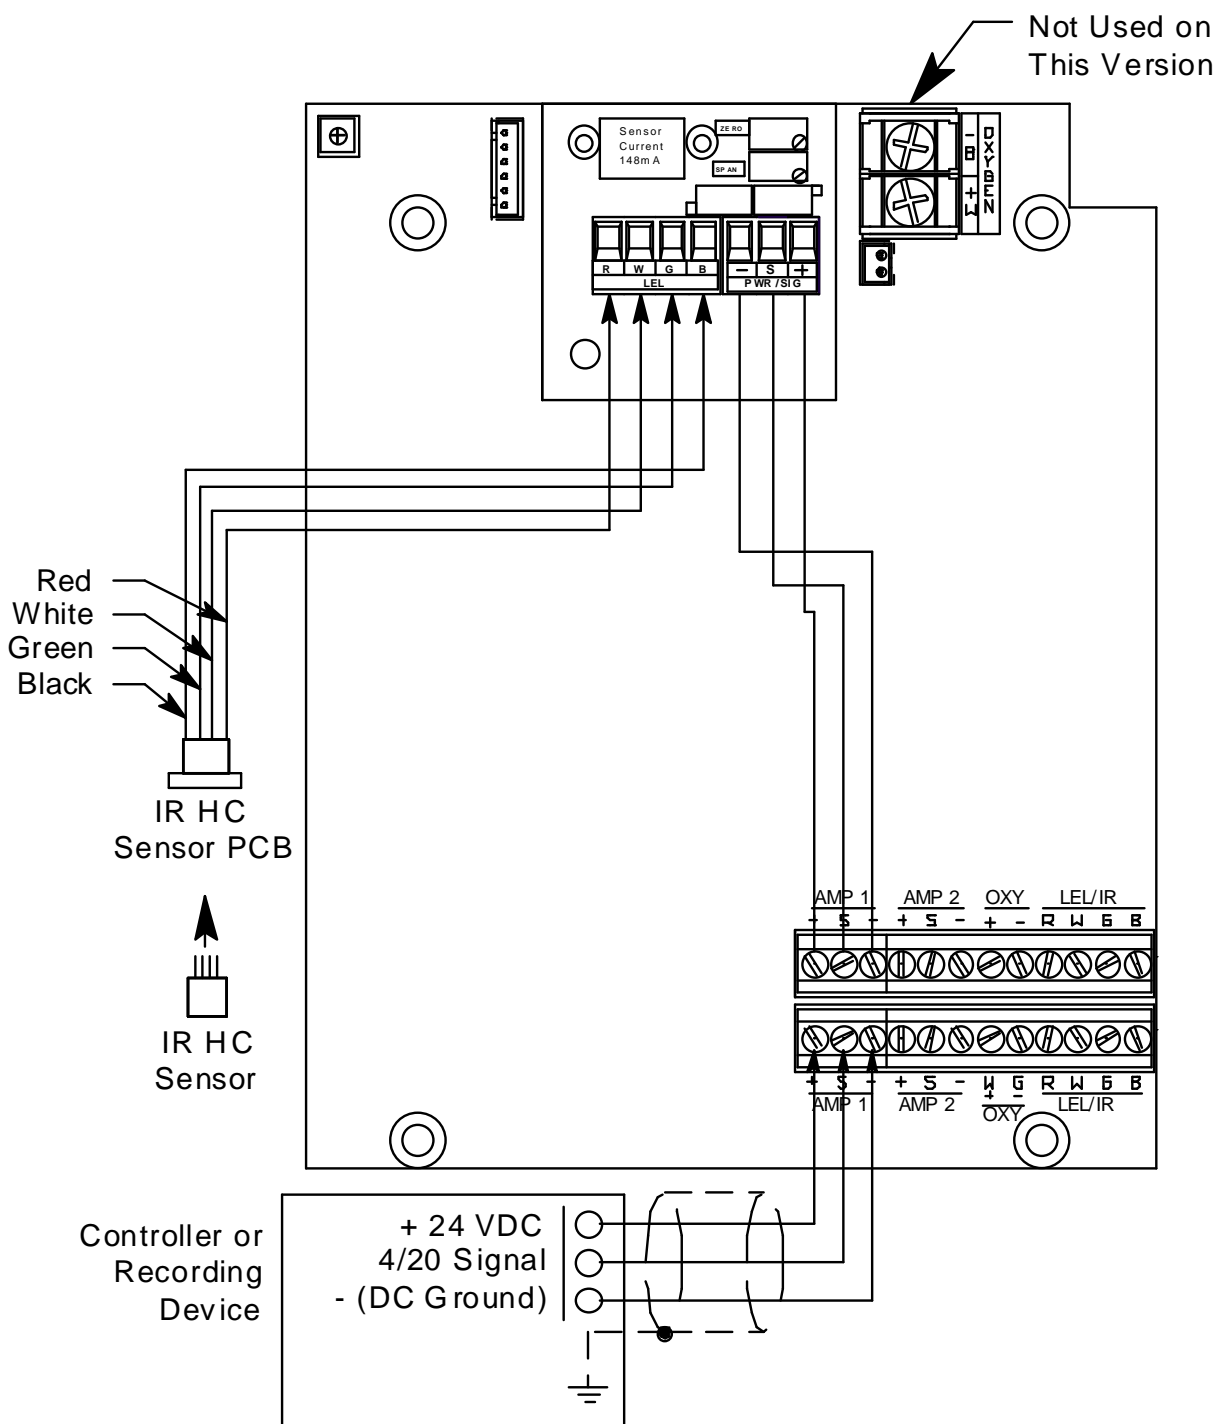 Not Used on
This Version
Sensor
Current
148mA
ZERO
SPAN
- B
+ W
OXYGEN
R W G B
LEL
- S +
PWR/SIG
Red
White
Green
Black
IR HC
Sensor PCB
IR HC
Sensor
AMP 1 AMP 2 OXY LEL/IR
+ S - + S - + - R W G B
+ S - + S - W G R W G B
+ -
AMP 1 AMP 2 OXY LEL/IR
Controller or
Recording
Device
+ 24 VDC
4/20 Signal
- (DC Ground)